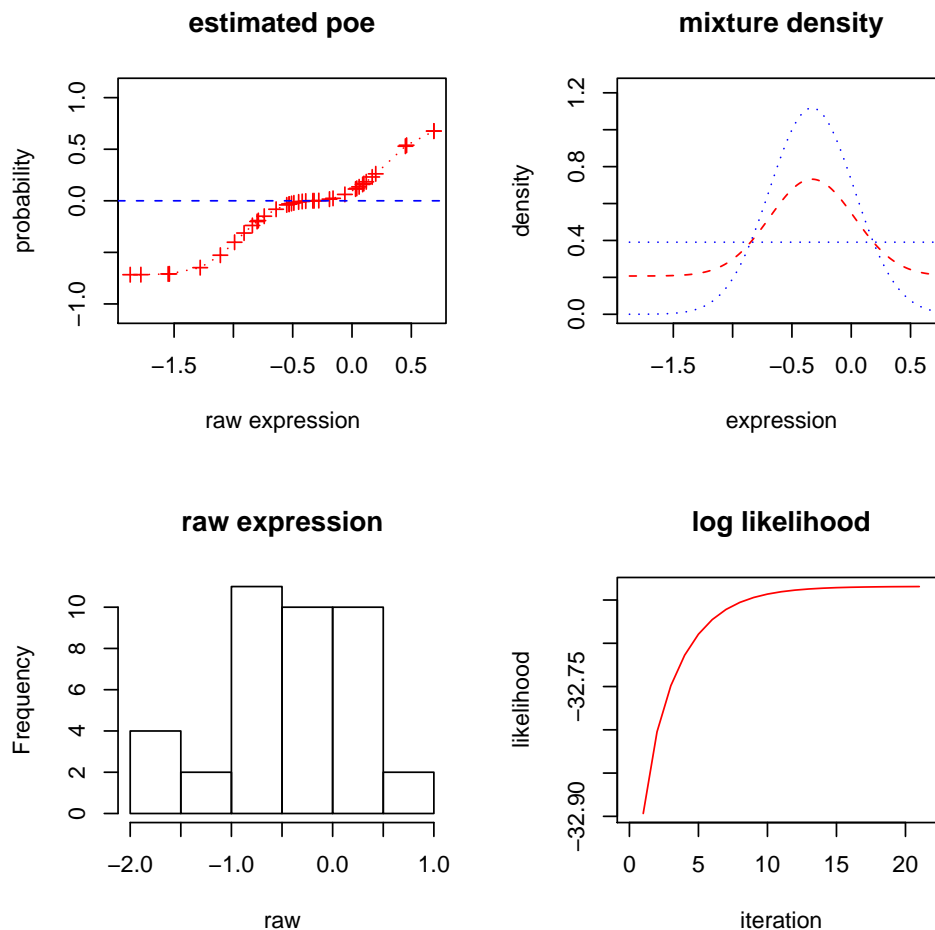 estimated poe
probability
1.0
0.5
0.0
−1.0
−1.5
−0.5
0.0
0.5
raw expression
mixture density
density
1.2
0.8
0.4
0.0
−1.5
−0.5
0.0
0.5
expression
raw expression
Frequency
10
8
6
4
2
0
−2.0
−1.0
0.0
1.0
raw
log likelihood
likelihood
−32.75
−32.90
0
5
10
15
20
iteration